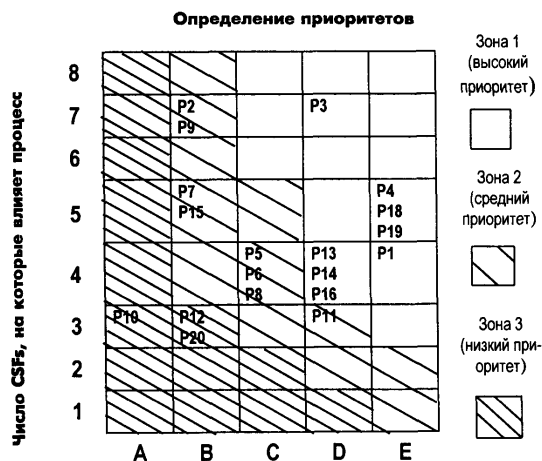 Определение приоритетов
Число CSFs, на которые влияет процесс
8
7
6
5
4
3
2
1
P2
P9
P3
P7
P15
P4
P18
P19
P5
P6
P8
P13
P14
P16
P1
P10
P12
P20
P11
A
B
C
D
E
Зона 1
(высокий
приоритет)
Зона 2
(средний
приоритет)
Зона 3
(низкий при-
оритет)